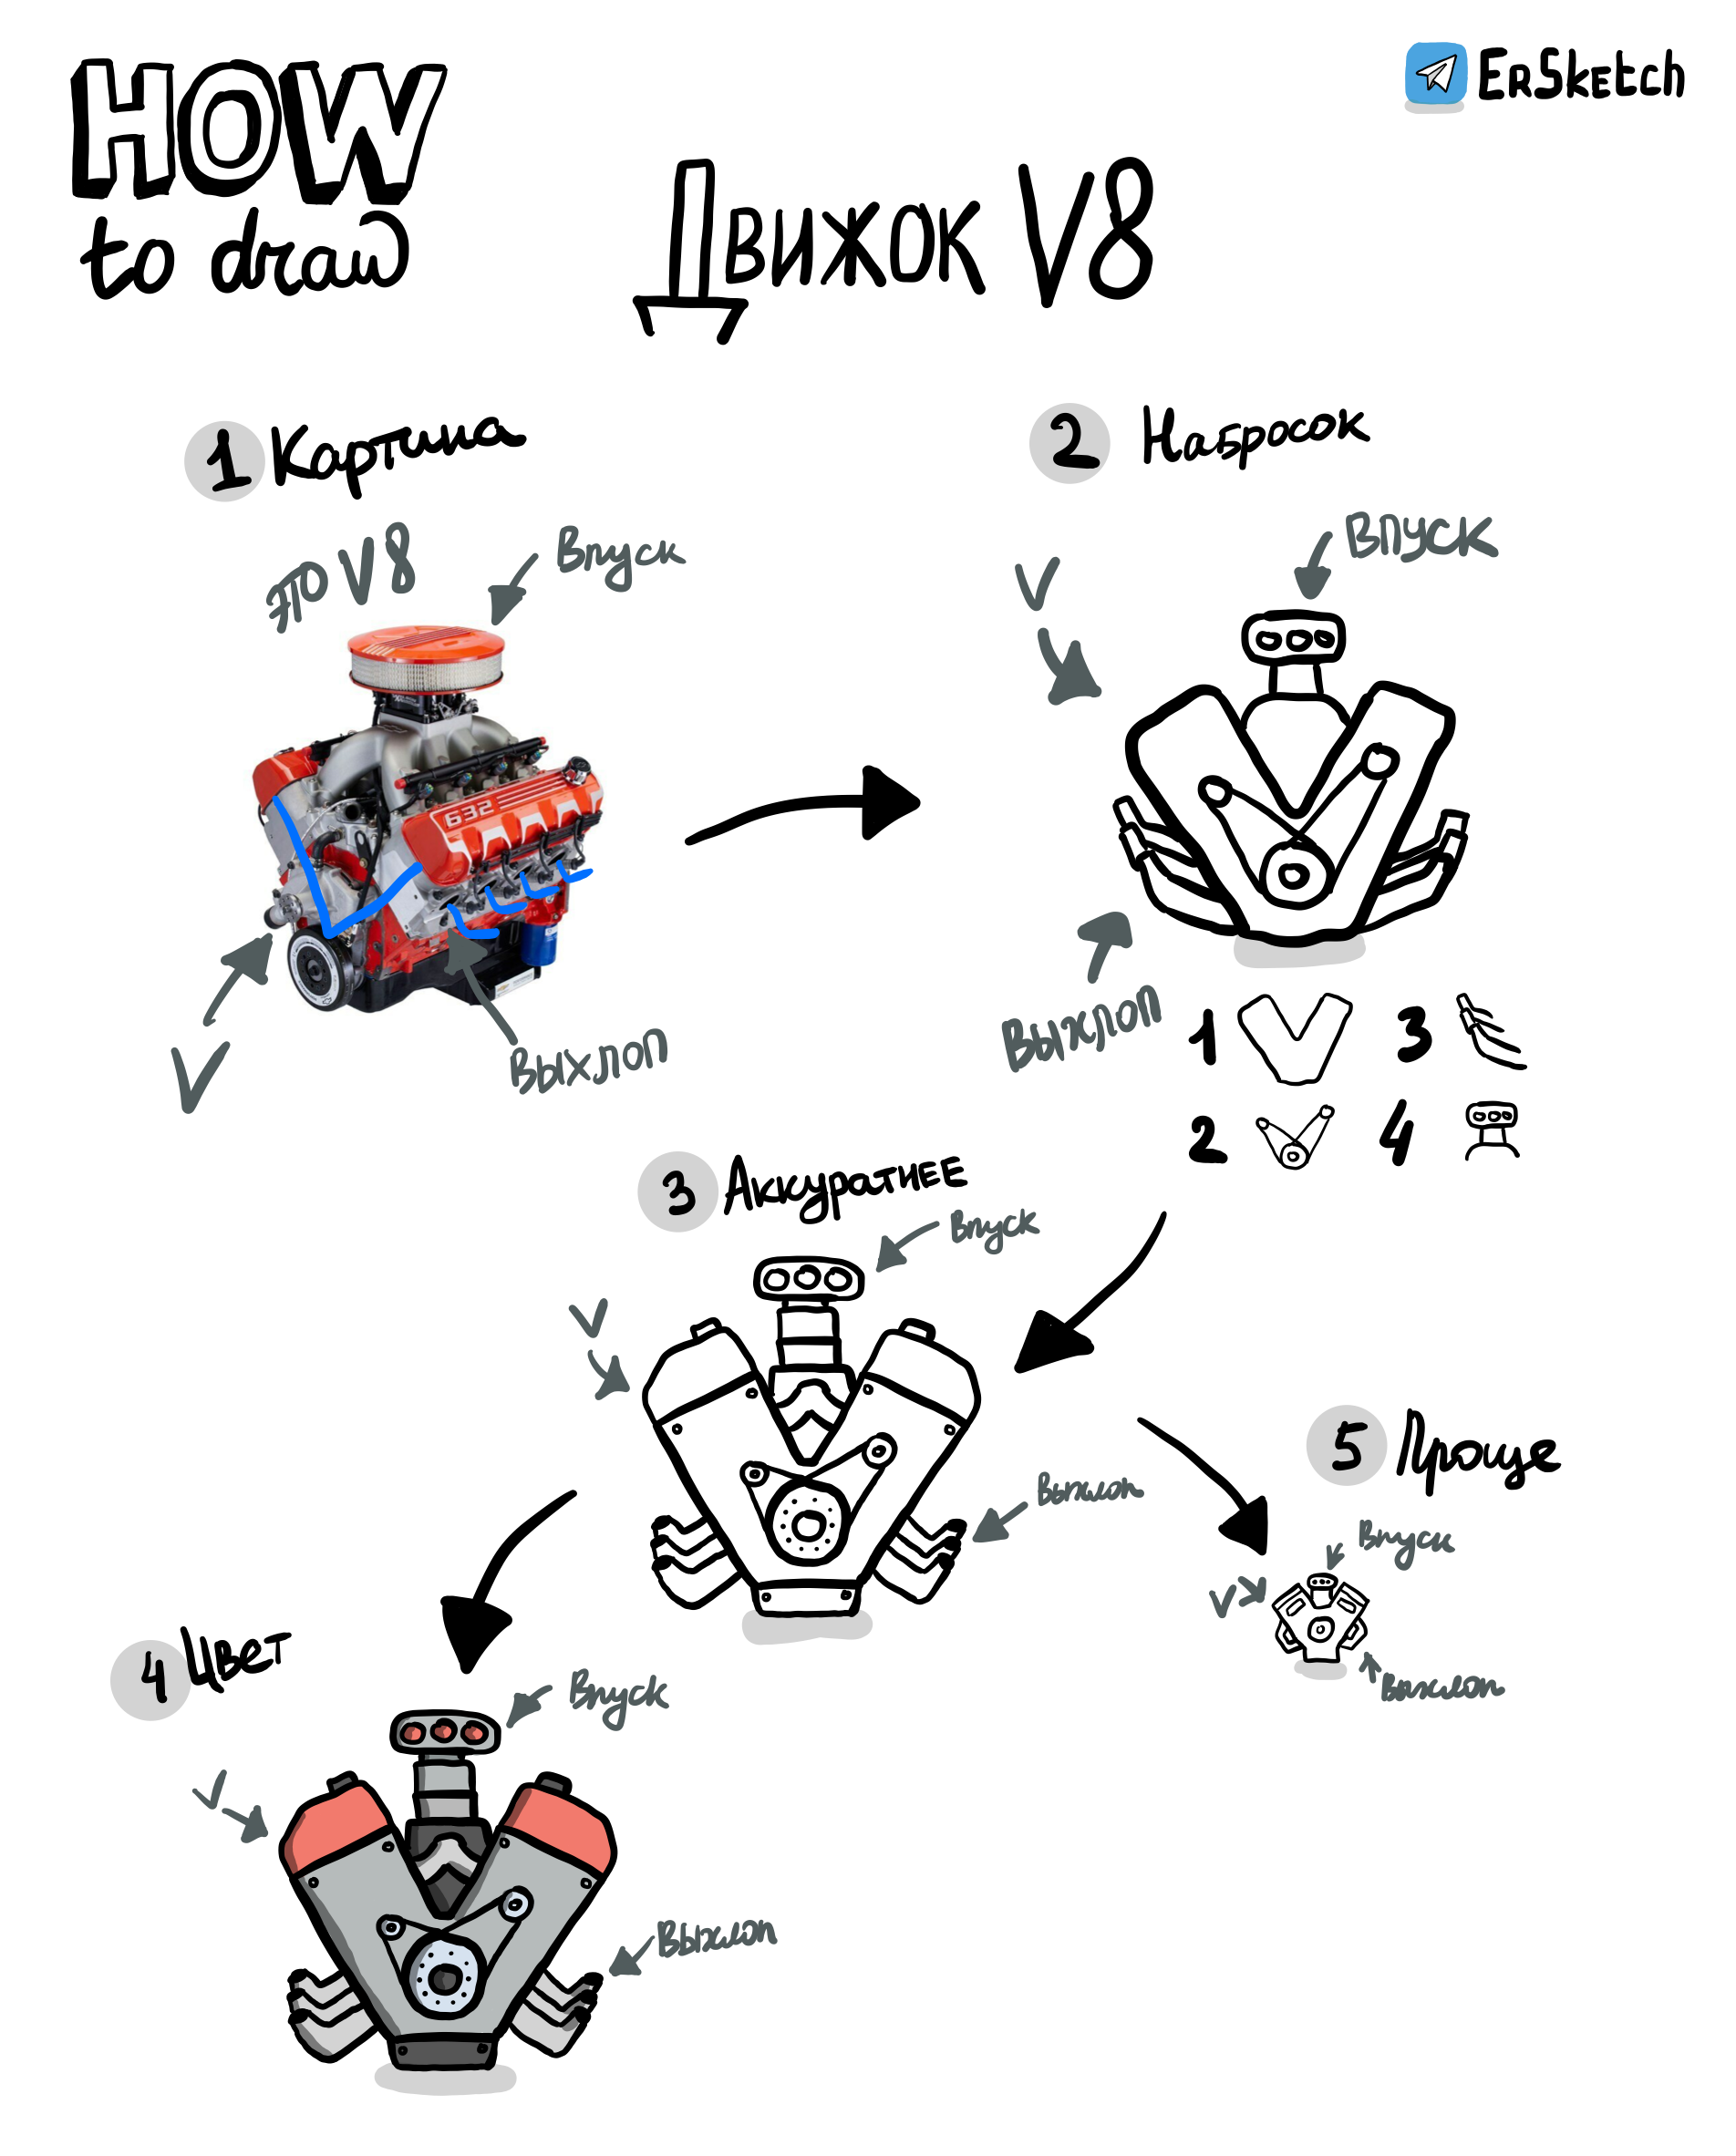 HOW
to draw
ErSketch
Движок V8
1 Картина
это V8
Впуск
632
V
Выхлоп
2 Набросок
V
Впуск
Выхлоп
1
3
2
4
3 Аккуратнее
Впуск
V
Выхлоп
5 Проще
Впуск
V
Выхлоп
4 Цвет
Впуск
V
Выхлоп